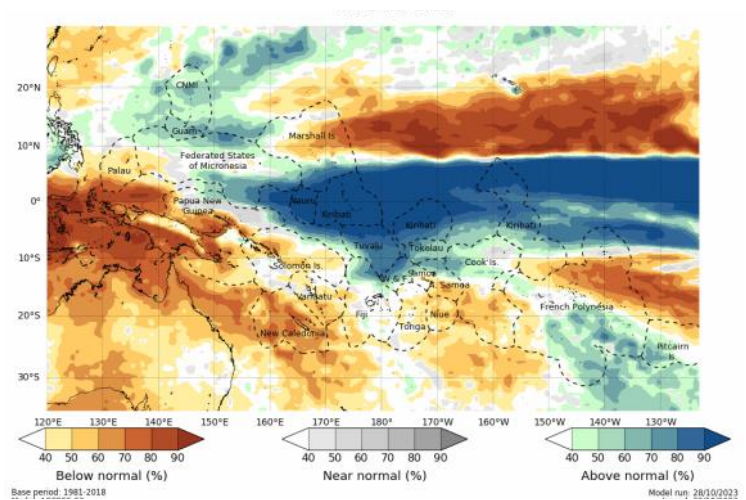 20°N
10°N
0°
10°S
20°S
30°S
CNMI
Guam
Marshall Is.
Federated States
of Micronesia
Palau
Papua New
Guinea
Nauru
Kiribati
Kiribati
Kiribati
Tuvalu
Tokelau
Solomon Is.
Cook Is.
W & F
Samoa
A. Samoa
Vanuatu
Fiji
Niue
French Polynesia
Tonga
New Caledonia
Pitcairn
Is.
120°E 130°E 140°E 150°E 160°E 170°E 180° 170°W 160°W 150°W 140°W 130°W
40 50 60 70 80 90
Below normal (%)
40 50 60 70 80 90
Near normal (%)
40 50 60 70 80 90
Above normal (%)
Base period: 1981-2018
Model run: 28/10/2023